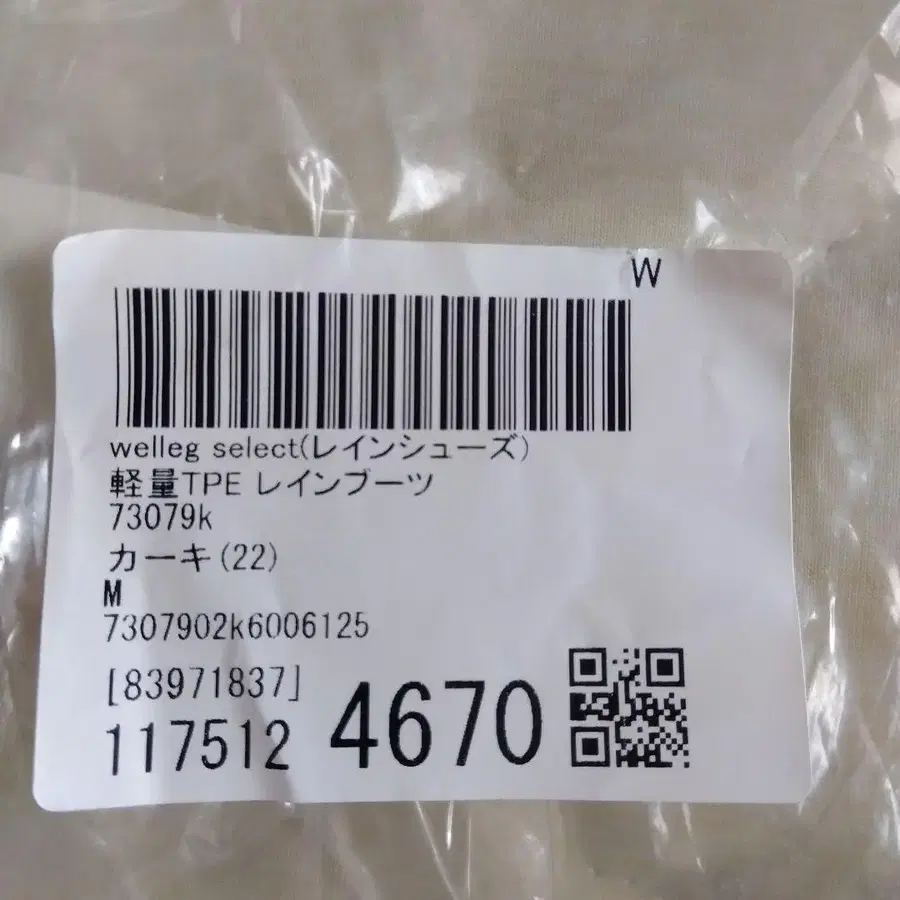 W
welleg select(レインシューズ)
軽量TPE レインブーツ
73079k
カーキ(22)
M
7307902k6006125
[83971837]
117512 4670